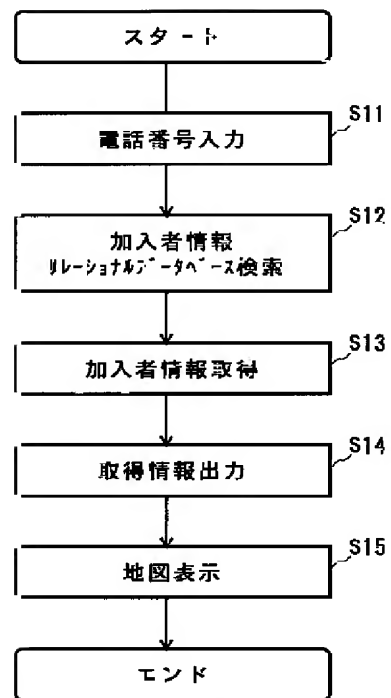 スタート
S11
電話番号入力
S12
加入者情報
ﾘﾚｰｼｮﾅﾙﾃﾞｰﾀﾍﾞｰｽ検索
S13
加入者情報取得
S14
取得情報出力
S15
地図表示
エンド